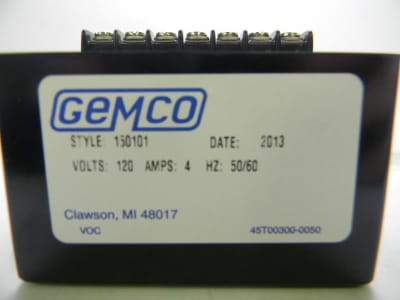 GEMCO
STYLE: 150101 DATE: 2013
VOLTS: 120 AMPS: 4 HZ: 50/60
Clawson, MI 48017
VOC 45T00300-0050